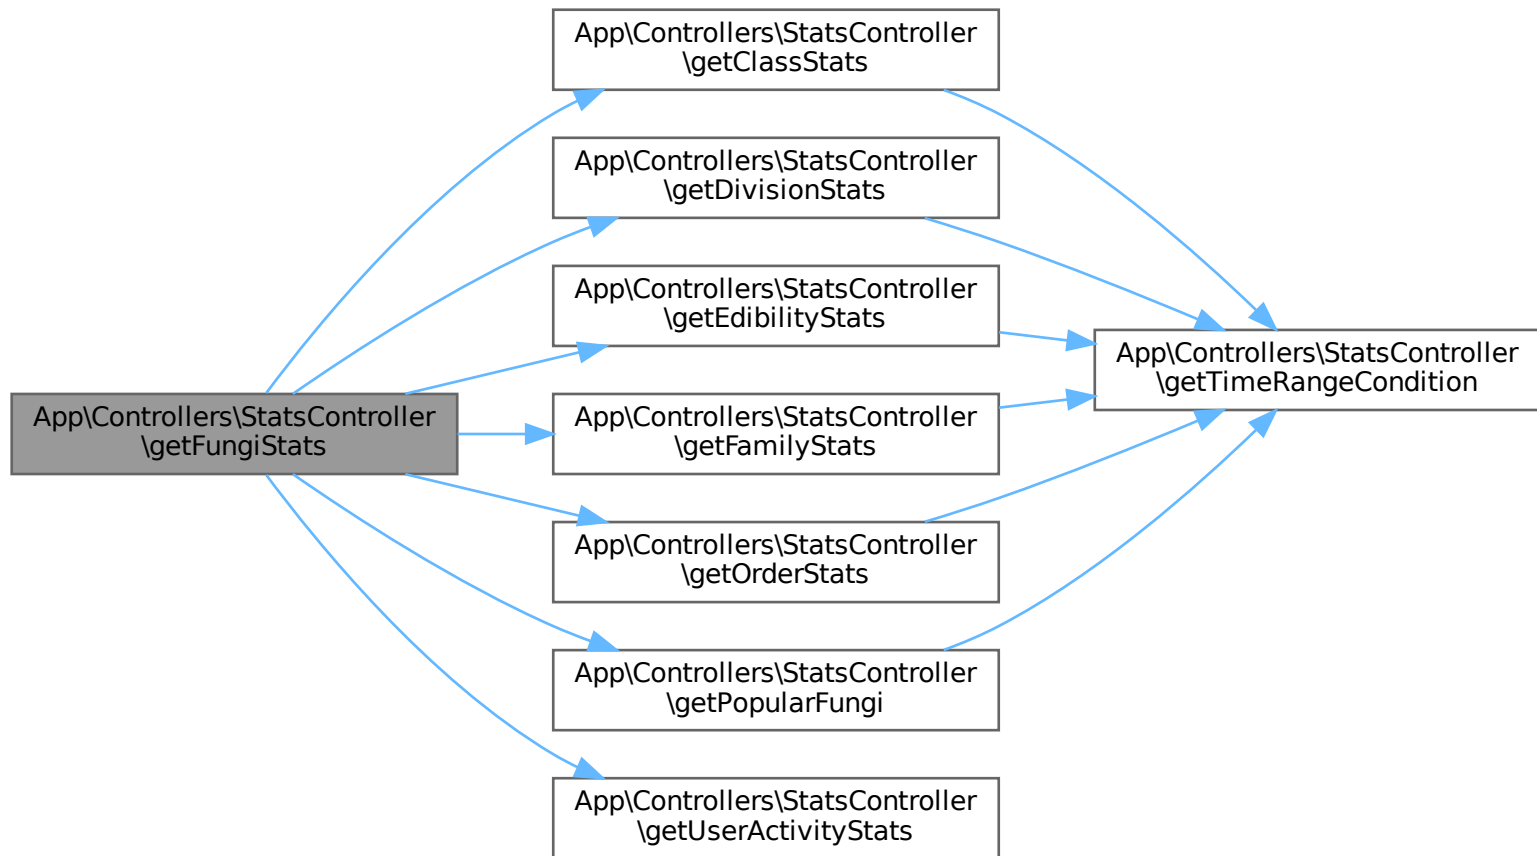 App\Controllers\StatsController
\getClassStats
App\Controllers\StatsController
\getDivisionStats
App\Controllers\StatsController
\getEdibilityStats
App\Controllers\StatsController
\getTimeRangeCondition
App\Controllers\StatsController
\getFungiStats
App\Controllers\StatsController
\getFamilyStats
App\Controllers\StatsController
\getOrderStats
App\Controllers\StatsController
\getPopularFungi
App\Controllers\StatsController
\getUserActivityStats